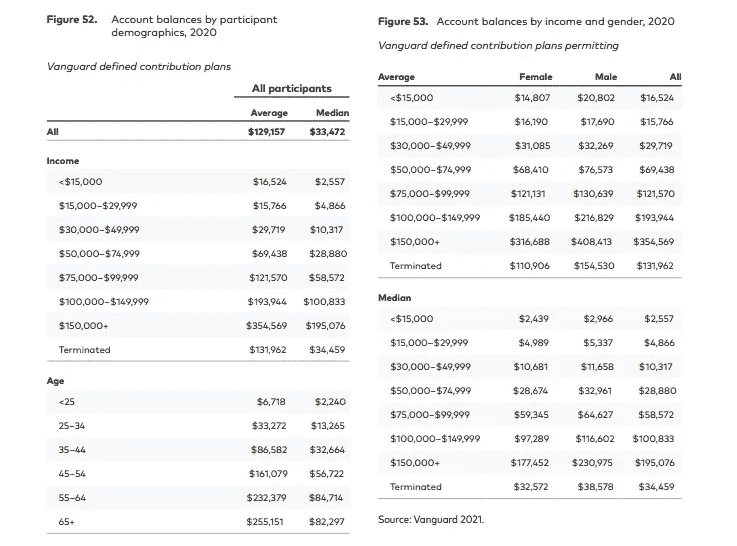 Figure 52. Account balances by participant
demographics, 2020
Vanguard defined contribution plans
All participants
Average Median
All $129,157 $33,472
Income
<$15,000 $16,524 $2,557
$15,000–$29,999 $15,766 $4,866
$30,000–$49,999 $29,719 $10,317
$50,000–$74,999 $69,438 $28,880
$75,000–$99,999 $121,570 $58,572
$100,000–$149,999 $193,944 $100,833
$150,000+ $354,569 $195,076
Terminated $131,962 $34,459
Age
<25 $6,718 $2,240
25–34 $33,272 $13,265
35–44 $86,582 $32,664
45–54 $161,079 $56,722
55–64 $232,379 $84,714
65+ $255,151 $82,297
Figure 53. Account balances by income and gender, 2020
Vanguard defined contribution plans permitting
Average Female Male All
<$15,000 $14,807 $20,802 $16,524
$15,000–$29,999 $16,190 $17,690 $15,766
$30,000–$49,999 $31,085 $32,269 $29,719
$50,000–$74,999 $68,410 $76,573 $69,438
$75,000–$99,999 $121,131 $130,639 $121,570
$100,000–$149,999 $185,440 $216,829 $193,944
$150,000+ $316,688 $408,413 $354,569
Terminated $110,906 $154,530 $131,962
Median
<$15,000 $2,439 $2,966 $2,557
$15,000–$29,999 $4,989 $5,337 $4,866
$30,000–$49,999 $10,681 $11,658 $10,317
$50,000–$74,999 $28,674 $32,961 $28,880
$75,000–$99,999 $59,345 $64,627 $58,572
$100,000–$149,999 $97,289 $116,602 $100,833
$150,000+ $177,452 $230,975 $195,076
Terminated $32,572 $38,578 $34,459
Source: Vanguard 2021.